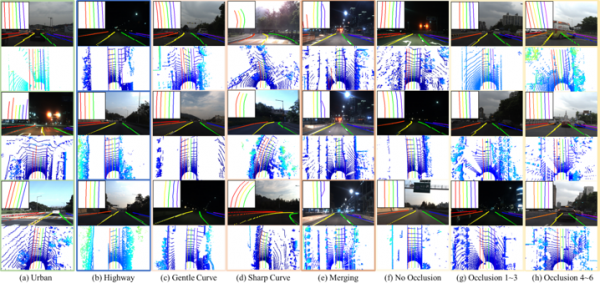 (a) Urban
(b) Highway
(c) Gentle Curve
(d) Sharp Curve
(e) Merging
(f) No Occlusion
(g) Occlusion 1~3
(h) Occlusion 4~6